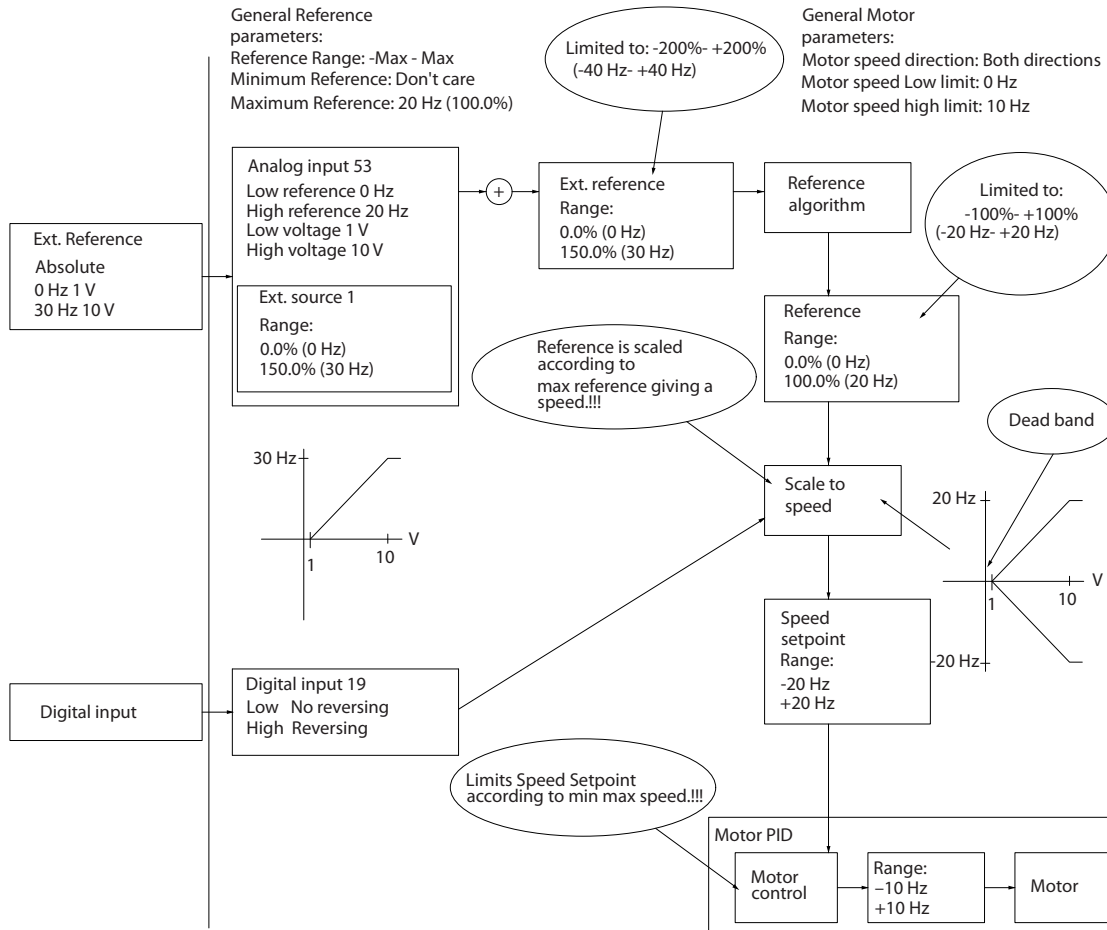 General Reference
parameters:
Reference Range: -Max - Max
Minimum Reference: Don't care
Maximum Reference: 20 Hz (100.0%)
Limited to: -200%- +200%
(-40 Hz- +40 Hz)
General Motor
parameters:
Motor speed direction: Both directions
Motor speed Low limit: 0 Hz
Motor speed high limit: 10 Hz
Ext. Reference
Absolute
0 Hz 1 V
30 Hz 10 V
Analog input 53
Low reference 0 Hz
High reference 20 Hz
Low voltage 1 V
High voltage 10 V
Ext. source 1
Range:
0.0% (0 Hz)
150.0% (30 Hz)
+
Ext. reference
Range:
0.0% (0 Hz)
150.0% (30 Hz)
Reference
algorithm
Limited to:
-100%- +100%
(-20 Hz- +20 Hz)
Reference
Range:
0.0% (0 Hz)
100.0% (20 Hz)
Reference is scaled
according to
max reference giving a
speed.!!!
Dead band
30 Hz
1
10
V
Scale to
speed
20 Hz
V
1
10
-20 Hz
Speed
setpoint
Range:
-20 Hz
+20 Hz
Digital input
Digital input 19
Low No reversing
High Reversing
Limits Speed Setpoint
according to min max speed.!!!
Motor PID
Motor
control
Range:
–10 Hz
+10 Hz
Motor